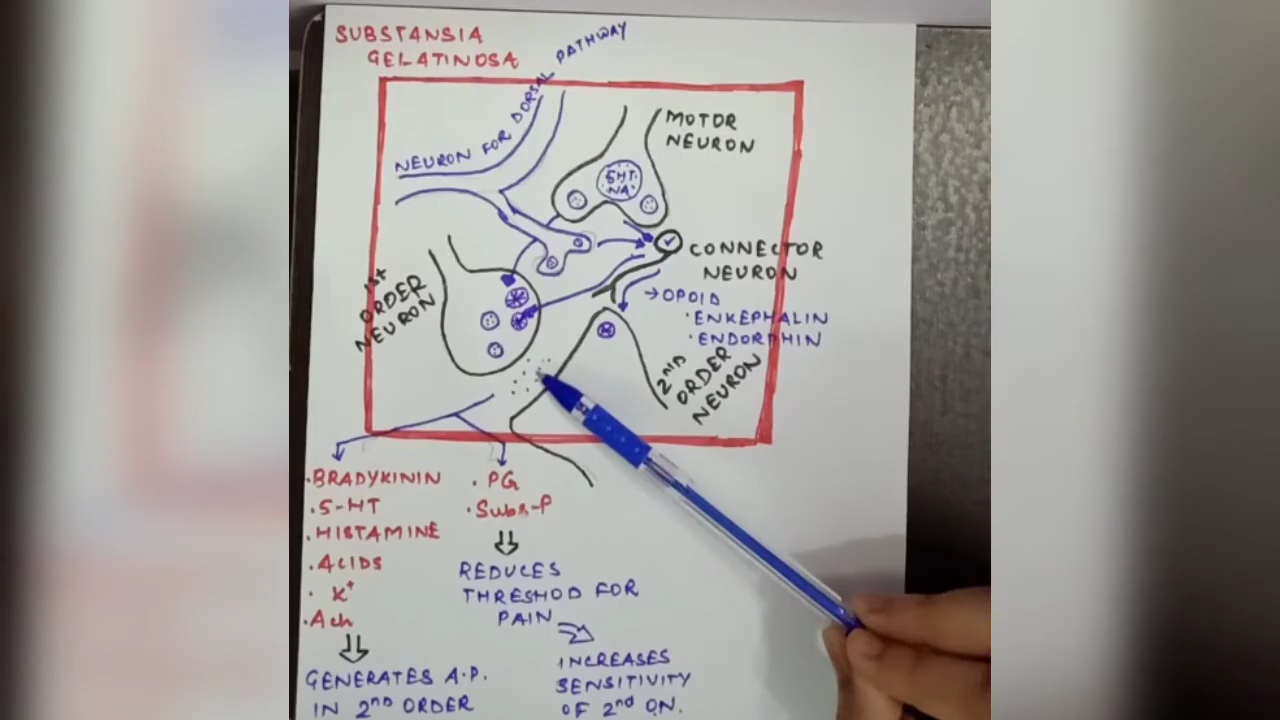 SUBSTANSIA
GELATINOSA
NEURON FOR DORSAL PATHWAY
MOTOR
NEURON
5HT
NA
CONNECTOR
NEURON
→OPOID
·ENKEPHALIN
·ENDORPHIN
1st
ORDER
NEURON
2ND
ORDER
NEURON
·BRADYKININ
·5-HT
·HISTAMINE
·ACIDS
·K+
·Ach
GENERATES A.P.
IN 2nd ORDER
·PG
·Subs-P
REDUCES
THRESHOD FOR
PAIN
INCREASES
SENSITIVITY
OF 2nd O.N.